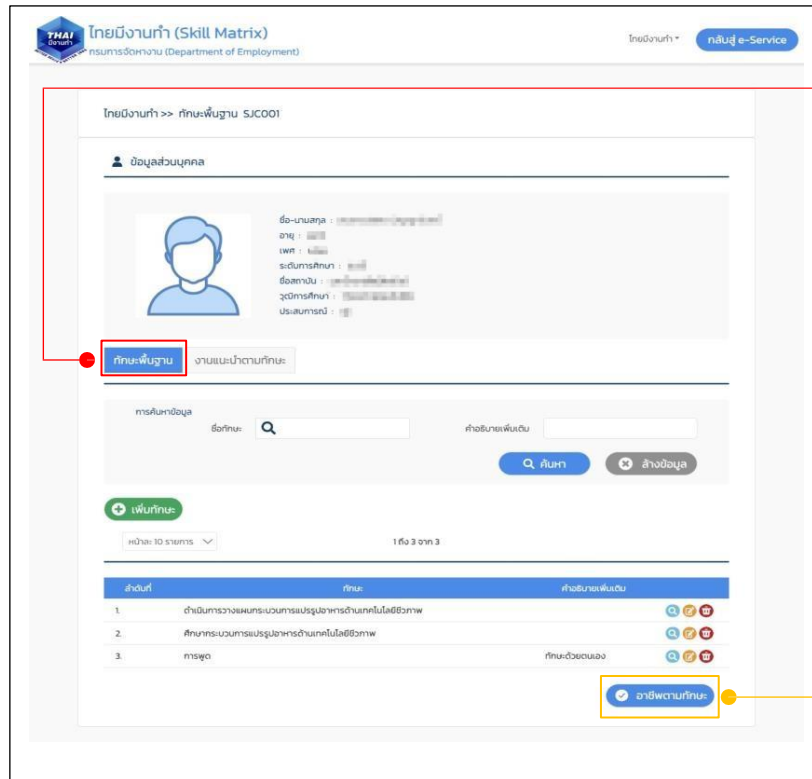 THAI
มีงานทำ
ไทยมีงานทำ (Skill Matrix)
กรมการจัดหางาน (Department of Employment)
ไทยมีงานทำ
กลับสู่ e-Service
ไทยมีงานทำ >> ทักษะพื้นฐาน SJC001
ข้อมูลส่วนบุคคล
ชื่อ-นามสกุล :
อายุ :
เพศ :
ระดับการศึกษา :
ชื่อสถาบัน :
วุฒิการศึกษา :
ประสบการณ์ :
ทักษะพื้นฐาน งานแนะนำตามทักษะ
การค้นหาข้อมูล
ชื่อทักษะ คำอธิบายเพิ่มเติม
ค้นหา ล้างข้อมูล
เพิ่มทักษะ
หน้าละ 10 รายการ 1 ถึง 3 จาก 3
ลำดับที่ ทักษะ คำอธิบายเพิ่มเติม
1. ดำเนินการวางแผนกระบวนการแปรรูปอาหารด้านเทคโนโลยีชีวภาพ
2. ศึกษากระบวนการแปรรูปอาหารด้านเทคโนโลยีชีวภาพ
3. การพูด ทักษะด้วยตนเอง
อาชีพตามทักษะ